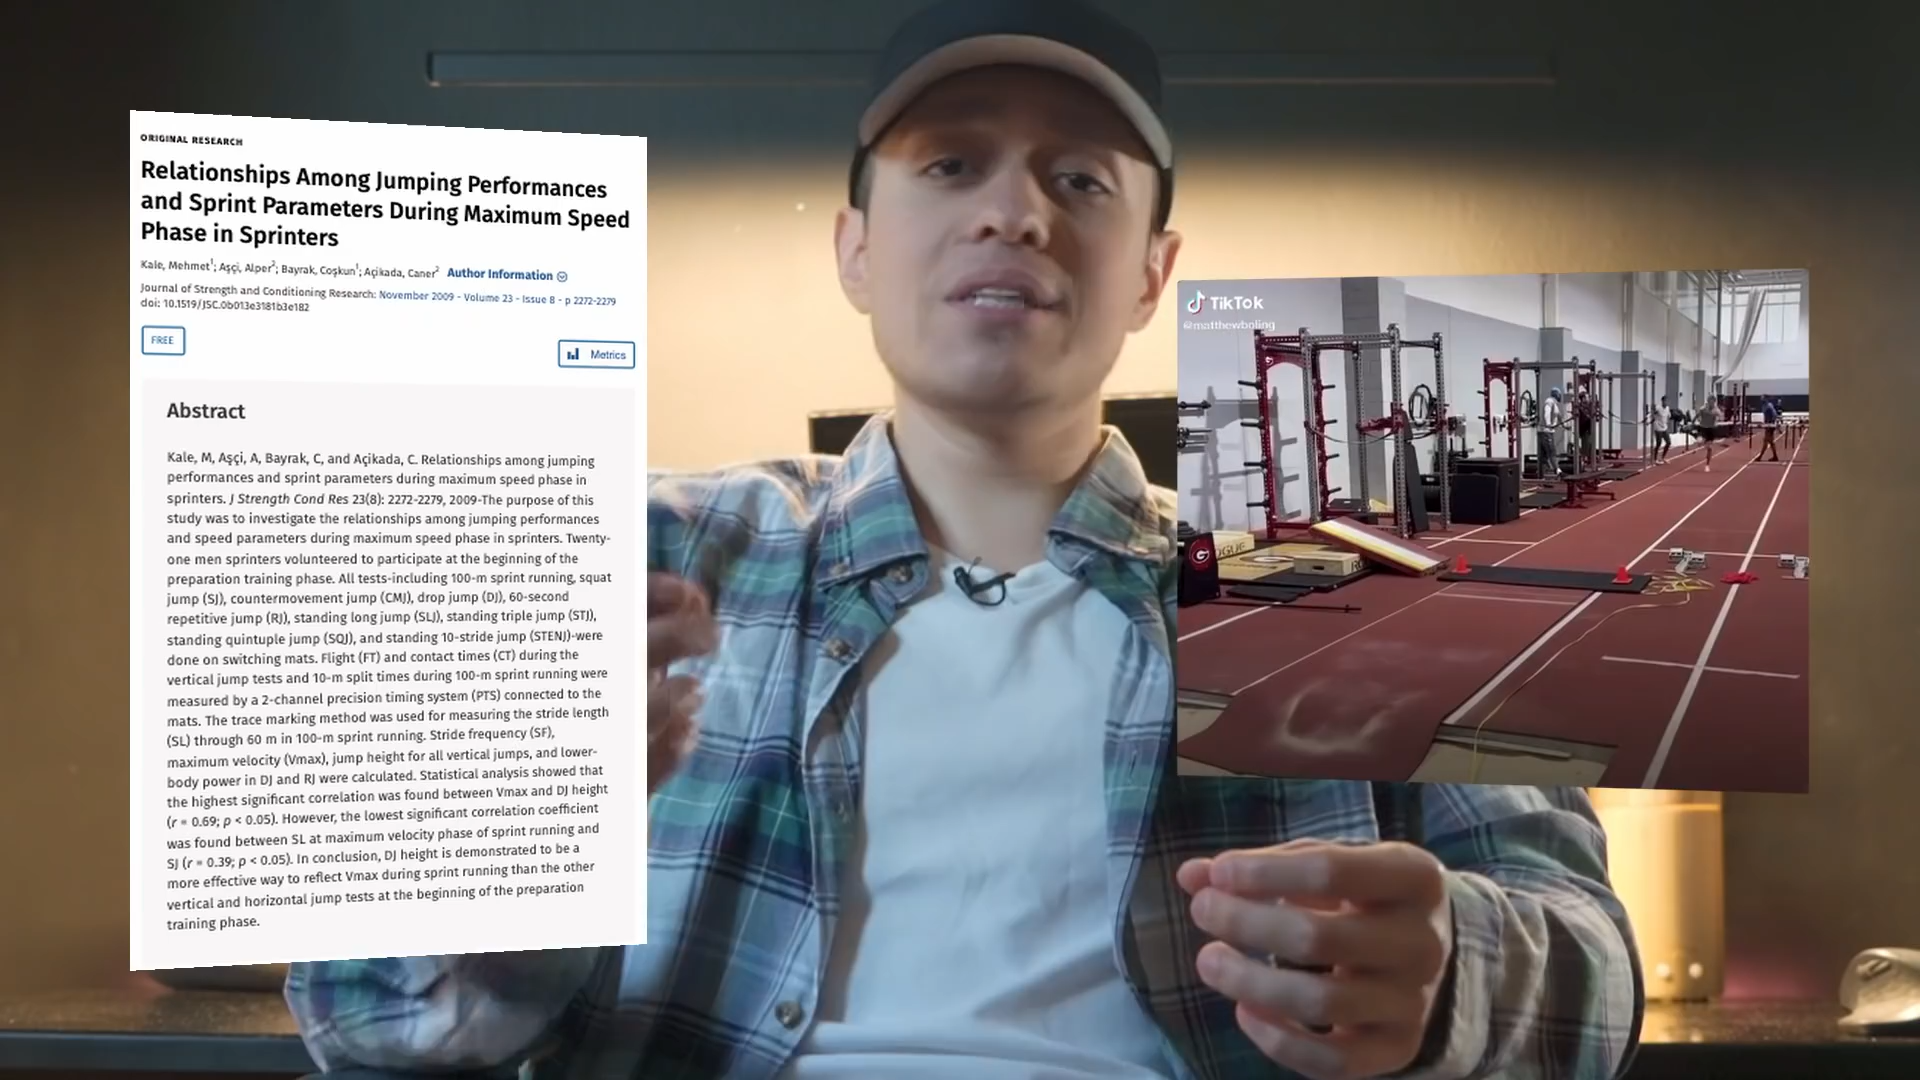 ORIGINAL RESEARCH
Relationships Among Jumping Performances
and Sprint Parameters During Maximum Speed
Phase in Sprinters
Kale, Mehmet1; Aşçi, Alper2; Bayrak, Coşkun1; Açikada, Caner2 Author Information
Journal of Strength and Conditioning Research: November 2009 - Volume 23 - Issue 8 - p 2272-2279
doi: 10.1519/JSC.0b013e3181b3e182
FREE
Metrics
Abstract
Kale, M, Aşçi, A, Bayrak, C, and Açikada, C. Relationships among jumping
performances and sprint parameters during maximum speed phase in
sprinters. J Strength Cond Res 23(8): 2272-2279, 2009-The purpose of this
study was to investigate the relationships among jumping performances
and speed parameters during maximum speed phase in sprinters. Twenty-
one men sprinters volunteered to participate at the beginning of the
preparation training phase. All tests-including 100-m sprint running, squat
jump (SJ), countermovement jump (CMJ), drop jump (DJ), 60-second
repetitive jump (RJ), standing long jump (SLJ), standing triple jump (STJ),
standing quintuple jump (SQJ), and standing 10-stride jump (STENJ)-were
done on switching mats. Flight (FT) and contact times (CT) during the
vertical jump tests and 10-m split times during 100-m sprint running were
measured by a 2-channel precision timing system (PTS) connected to the
mats. The trace marking method was used for measuring the stride length
(SL) through 60 m in 100-m sprint running. Stride frequency (SF),
maximum velocity (Vmax), jump height for all vertical jumps, and lower-
body power in DJ and RJ were calculated. Statistical analysis showed that
the highest significant correlation was found between Vmax and DJ height
(r = 0.69; p < 0.05). However, the lowest significant correlation coefficient
was found between SL at maximum velocity phase of sprint running and
SJ (r = 0.39; p < 0.05). In conclusion, DJ height is demonstrated to be a
more effective way to reflect Vmax during sprint running than the other
vertical and horizontal jump tests at the beginning of the preparation
training phase.
TikTok
@matthewboling
OGUE
G